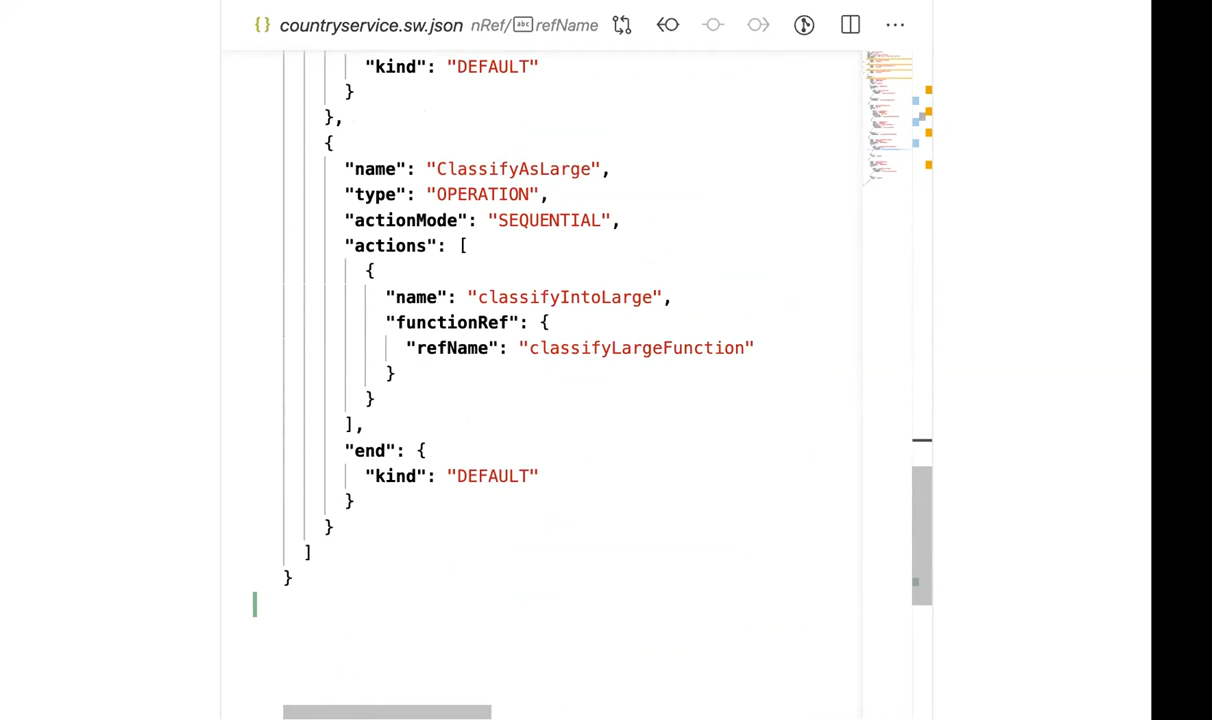 {} countryservice.sw.json nRef/ abc refName ...
"kind": "DEFAULT"
}
},
{
"name": "ClassifyAsLarge",
"type": "OPERATION",
"actionMode": "SEQUENTIAL",
"actions": [
{
"name": "classifyIntoLarge",
"functionRef": {
"refName": "classifyLargeFunction"
}
}
],
"end": {
"kind": "DEFAULT"
}
}
]
}